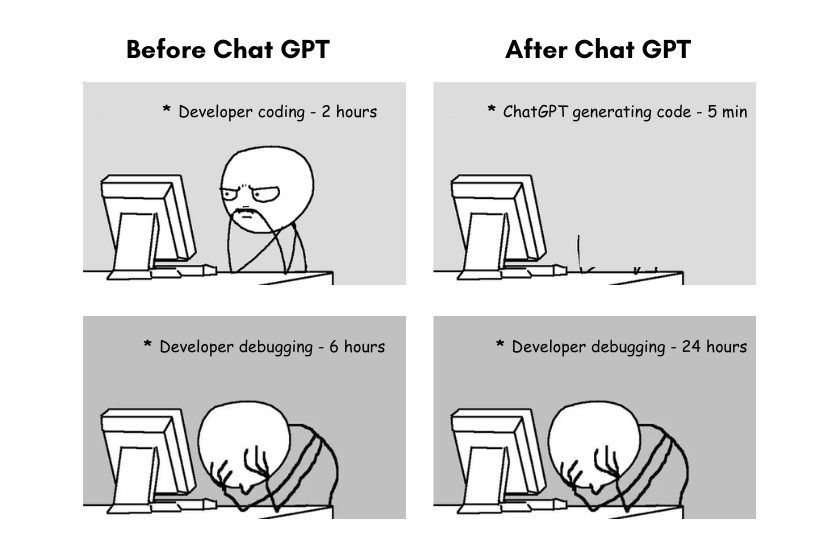 Before Chat GPT
After Chat GPT
* Developer coding - 2 hours
* ChatGPT generating code - 5 min
* Developer debugging - 6 hours
* Developer debugging - 24 hours